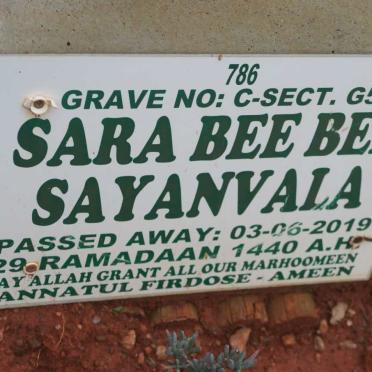 786
GRAVE NO: C-SECT. G5
SARA BEE BE
SAYANVALA
PASSED AWAY: 03-06-2019
29 RAMADAAN 1440 A.H
AY ALLAH GRANT ALL OUR MARHOOMEEN
ANNATUL FIRDOSE - AMEEN